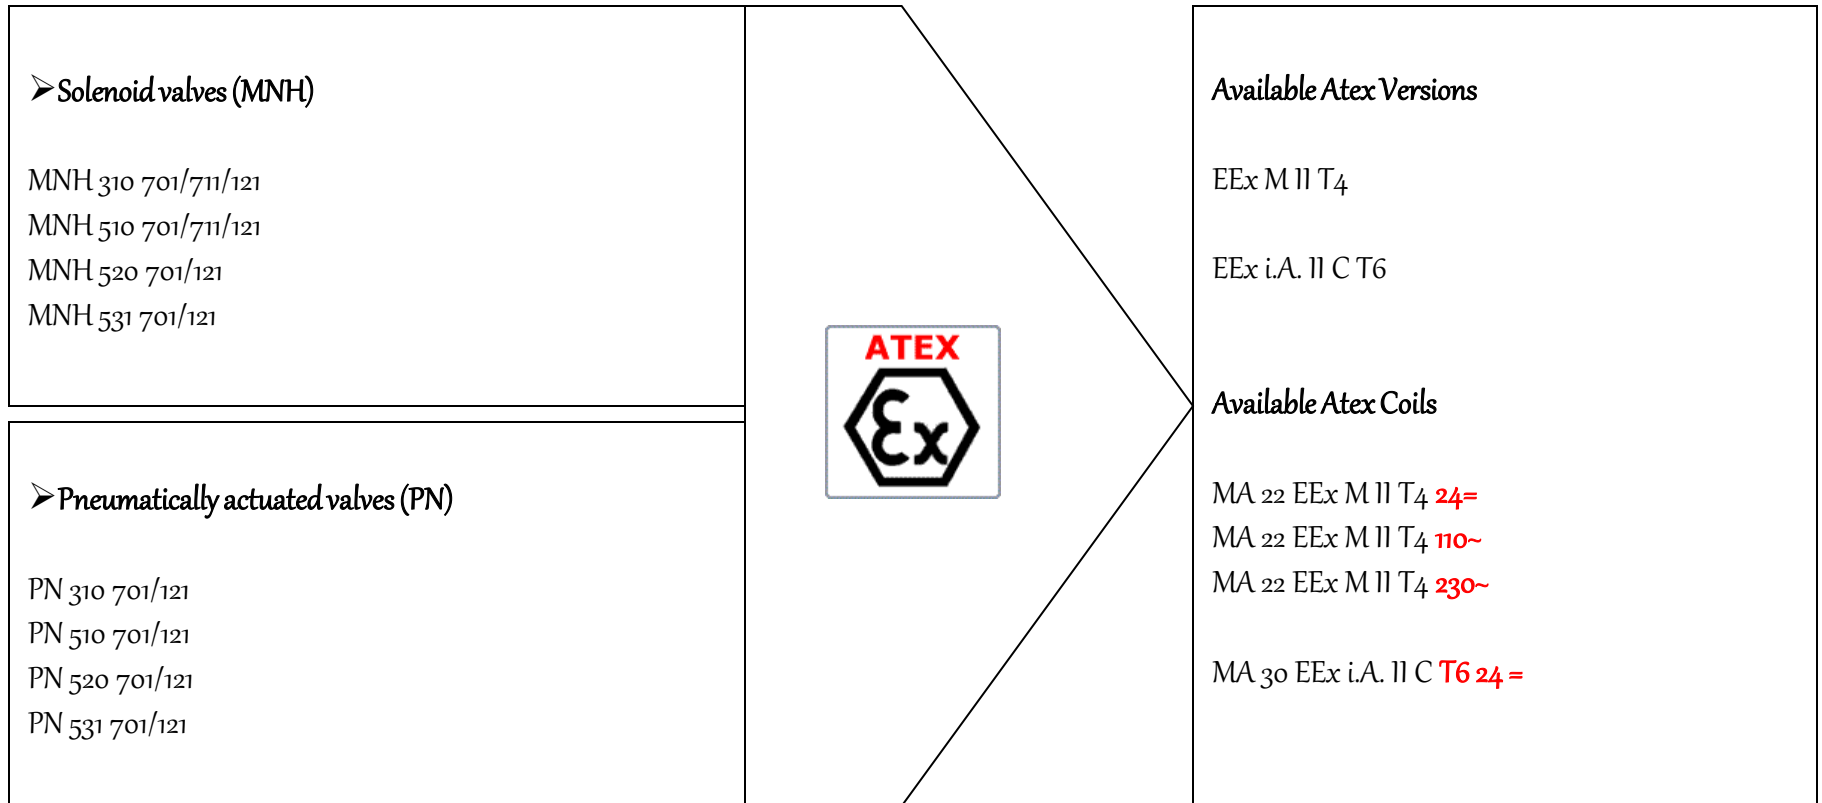 ➢Solenoid valves (MNH)
MNH 310 701/711/121
MNH 510 701/711/121
MNH 520 701/121
MNH 531 701/121
➢Pneumatically actuated valves (PN)
PN 310 701/121
PN 510 701/121
PN 520 701/121
PN 531 701/121
ATEX
Ex
Available Atex Versions
EEx M II T4
EEx i.A. II C T6
Available Atex Coils
MA 22 EEx M II T4 24=
MA 22 EEx M II T4 110~
MA 22 EEx M II T4 230~
MA 30 EEx i.A. II C T6 24 =